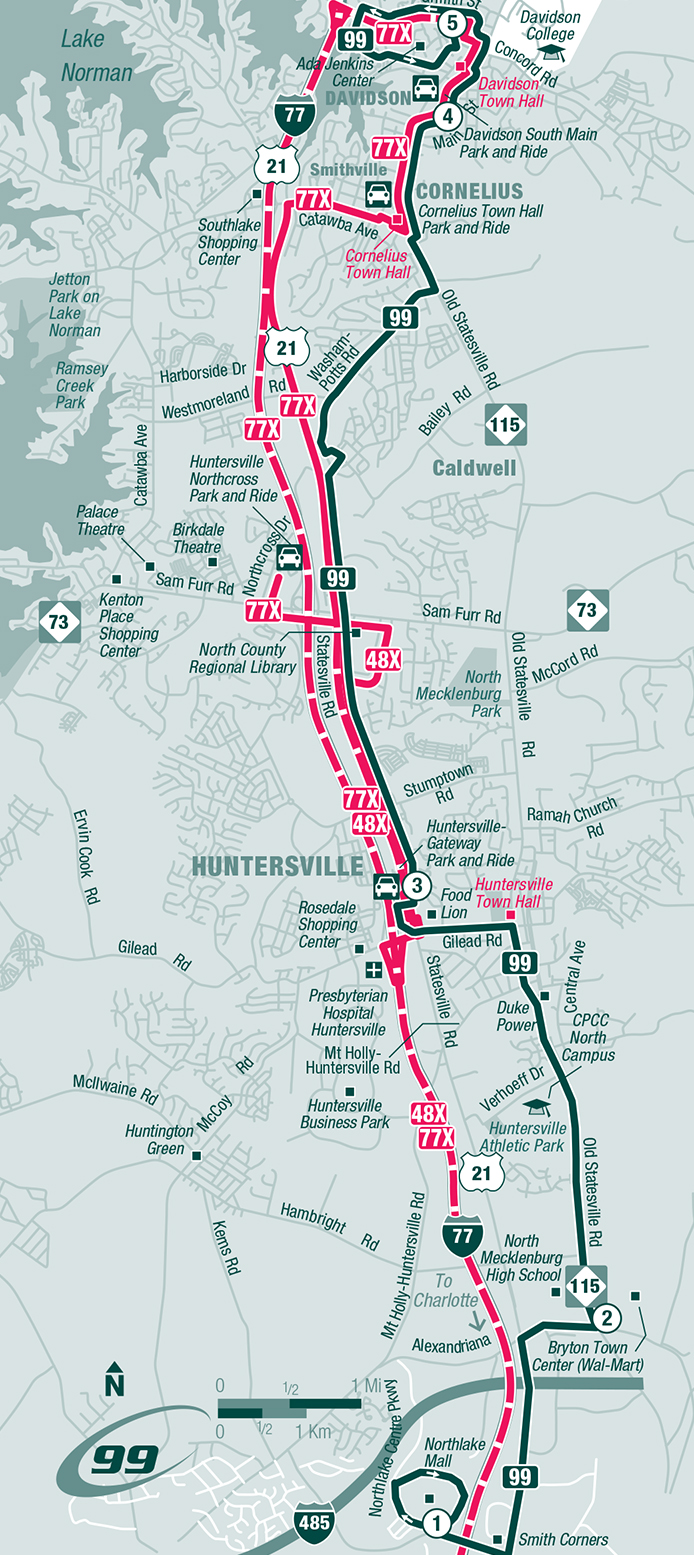 Smith St
5
Davidson
College
99
77X
Lake
Norman
Ada Jenkins
Center
Concord Rd
DAVIDSON
Davidson
Town Hall
77
4
Main St
Davidson South Main
Park and Ride
77X
21
Smithville
77X
CORNELIUS
Cornelius Town Hall
Park and Ride
Southlake
Shopping
Center
Catawba Ave
Cornelius
Town Hall
Jetton
Park on
Lake
Norman
Old Statesville Rd
99
21
Washam-
Potts Rd
Harborside Dr
Ramsey
Creek
Park
Westmoreland Rd
77X
Bailey Rd
77X
115
Catawba Ave
Caldwell
Huntersville
Northcross
Park and Ride
Palace
Theatre
Birkdale
Theatre
Northcross Dr
Sam Furr Rd
99
Kenton
Place
Shopping
Center
73
77X
Sam Furr Rd
73
North County
Regional Library
48X
Statesville Rd
Old Statesville Rd
McCord Rd
North
Mecklenburg
Park
Stumptown
Rd
77X
48X
Ramah Church
Rd
Ervin Cook Rd
Huntersville-
Gateway
Park and Ride
HUNTERSVILLE
3
Food
Lion
Huntersville
Town Hall
Rosedale
Shopping
Center
Gilead Rd
Gilead Rd
99
Statesville Rd
Central Ave
Presbyterian
Hospital
Huntersville
Duke
Power
CPCC
North
Campus
Mt Holly-
Huntersville Rd
McIlwaine Rd
McCoy Rd
Verhoeff Dr
Huntersville
Business Park
48X
77X
Huntersville
Athletic Park
Huntington
Green
21
Old Statesville Rd
Hambright Rd
Kerns Rd
Mt Holly-Huntersville Rd
77
North
Mecklenburg
High School
115
To
Charlotte
2
Alexandriana
Bryton Town
Center (Wal-Mart)
N
0 1/2 1 Mi
0 1/2 1 Km
99
Northlake Centre Pkwy
Northlake
Mall
99
485
1
Smith Corners